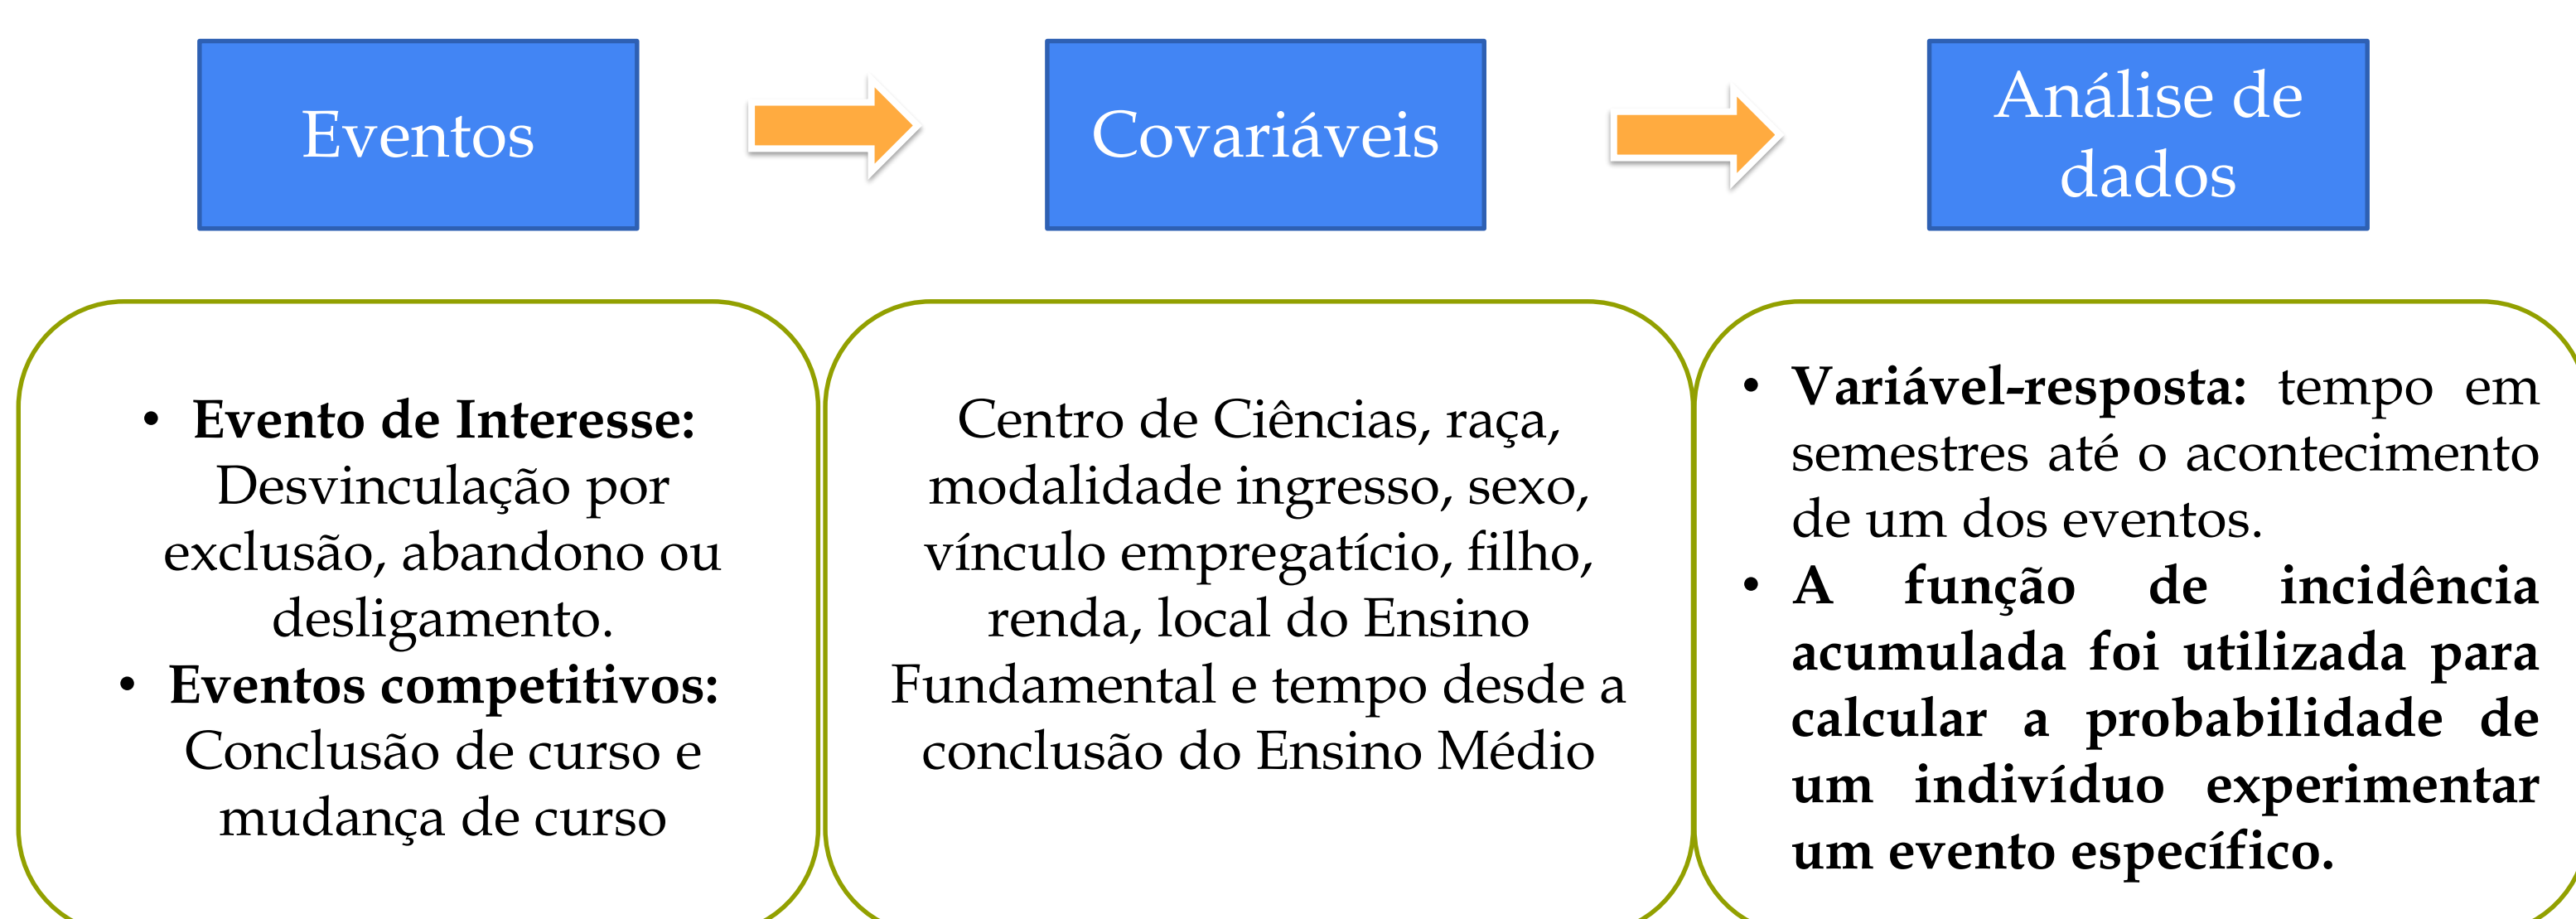 Eventos
Covariáveis
Análise de
dados
• Evento de Interesse:
Desvinculação por
exclusão, abandono ou
desligamento.
• Eventos competitivos:
Conclusão de curso e
mudança de curso
Centro de Ciências, raça,
modalidade ingresso, sexo,
vínculo empregatício, filho,
renda, local do Ensino
Fundamental e tempo desde a
conclusão do Ensino Médio
• Variável-resposta: tempo em
semestres até o acontecimento
de um dos eventos.
• A função de incidência
acumulada foi utilizada para
calcular a probabilidade de
um indivíduo experimentar
um evento específico.